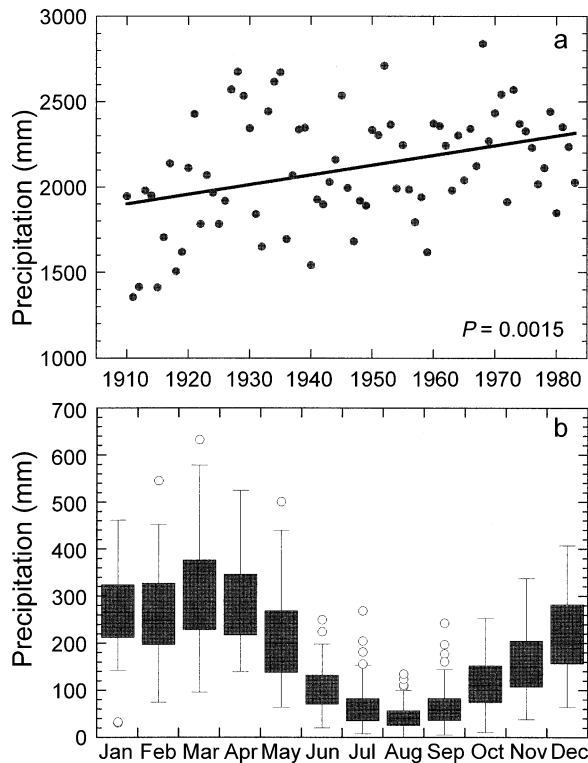 3000
a
2500
2000
1500
1000
Precipitation (mm)
P = 0.0015
1910 1920 1930 1940 1950 1960 1970 1980
700
b
600
500
400
300
200
100
0
Precipitation (mm)
Jan Feb Mar Apr May Jun Jul Aug Sep Oct Nov Dec